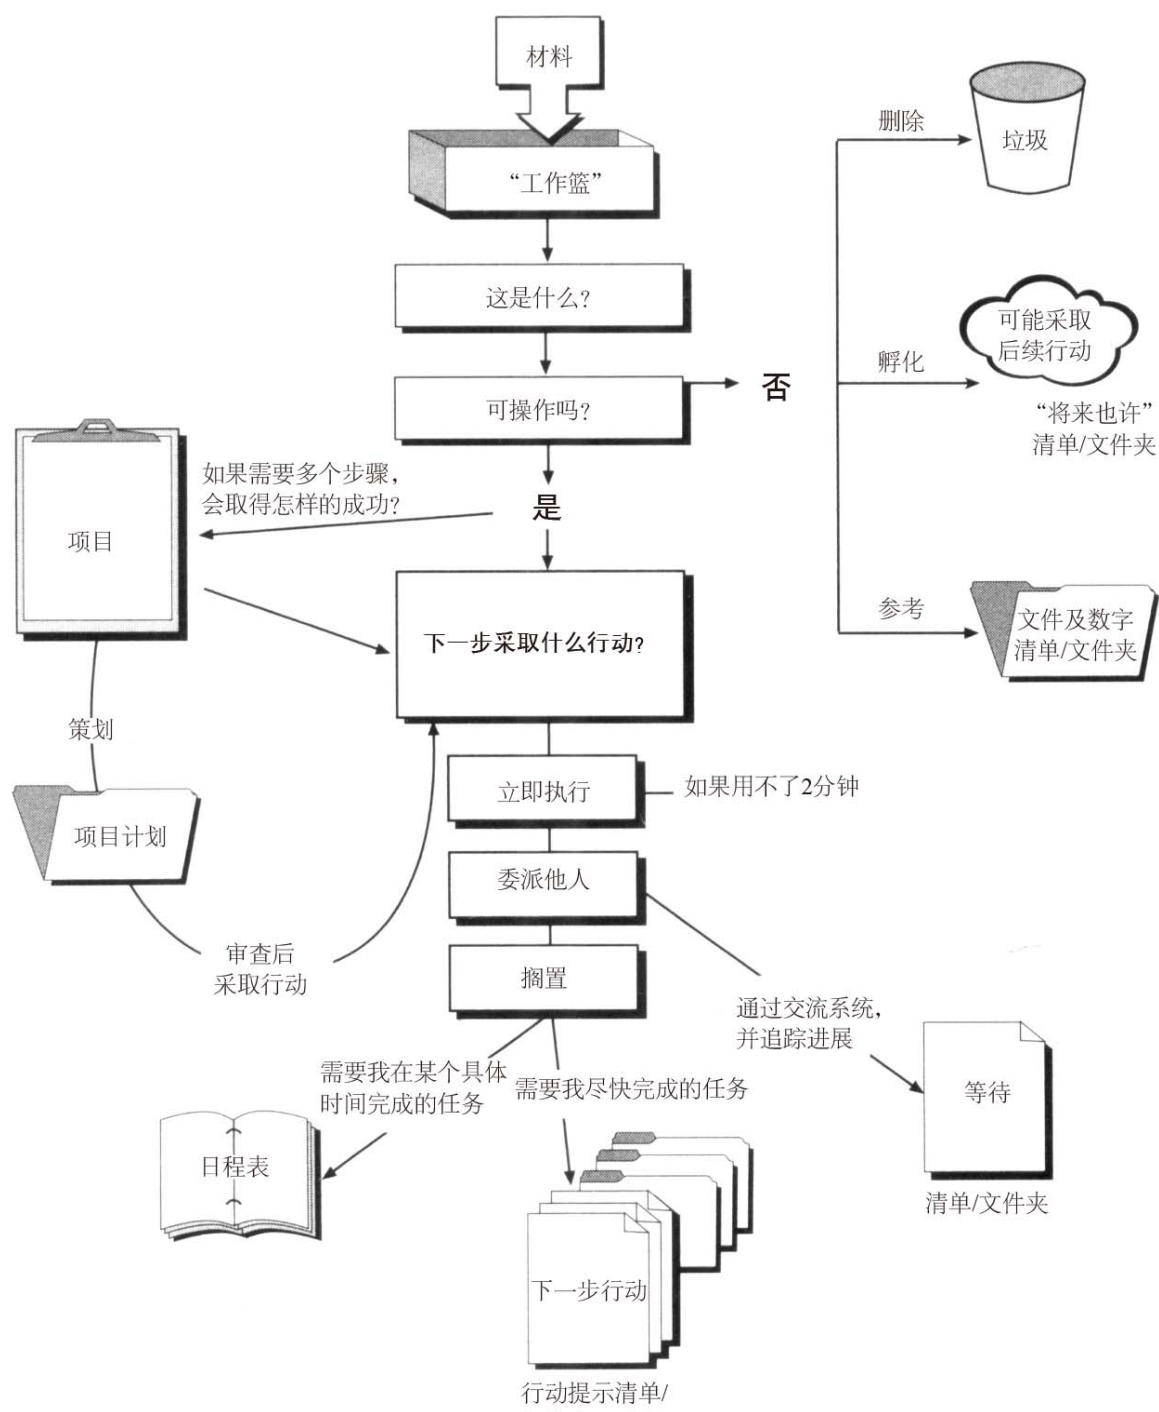 材料
“工作篮”
这是什么？
可操作吗？
否
删除
垃圾
孵化
可能采取
后续行动
“将来也许”
清单/文件夹
参考
文件及数字
清单/文件夹
是
如果需要多个步骤，
会取得怎样的成功？
项目
下一步采取什么行动？
策划
项目计划
审查后
采取行动
立即执行
如果用不了2分钟
委派他人
搁置
通过交流系统，
并追踪进展
等待
清单/文件夹
需要我在某个具体
时间完成的任务
需要我尽快完成的任务
日程表
下一步行动
行动提示清单/